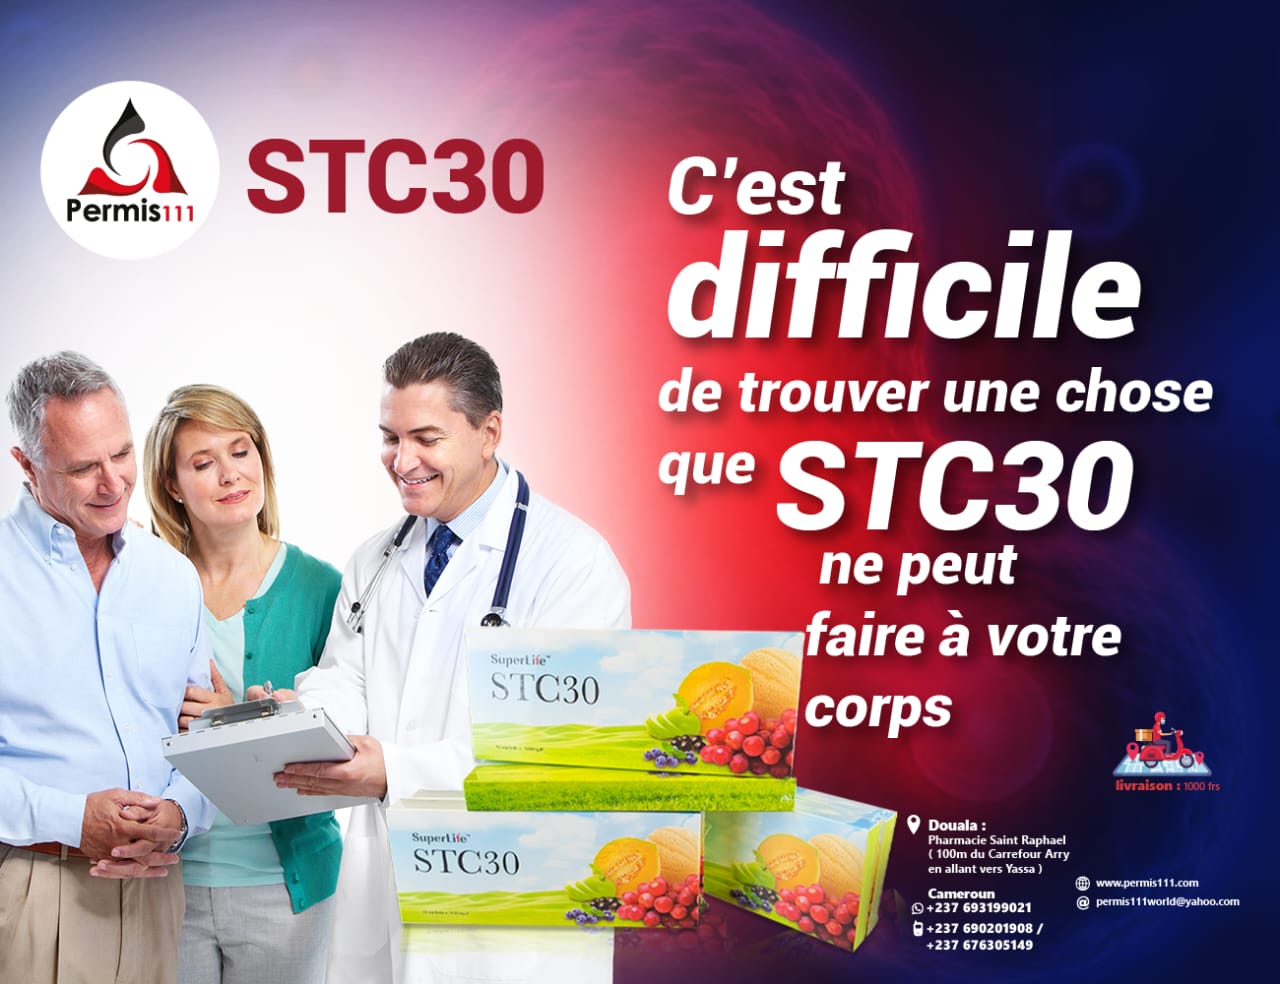 Permis111
STC30
C'est
difficile
de trouver une chose
que STC30
ne peut
faire à votre
corps
SuperLife™
STC30
SuperLife™
STC30
livraison : 1000 frs
Douala :
Pharmacie Saint Raphael
( 100m du Carrefour Arry
en allant vers Yassa )
Cameroun
+237 693199021
+237 690201908 /
+237 676305149
www.permis111.com
permis111world@yahoo.com